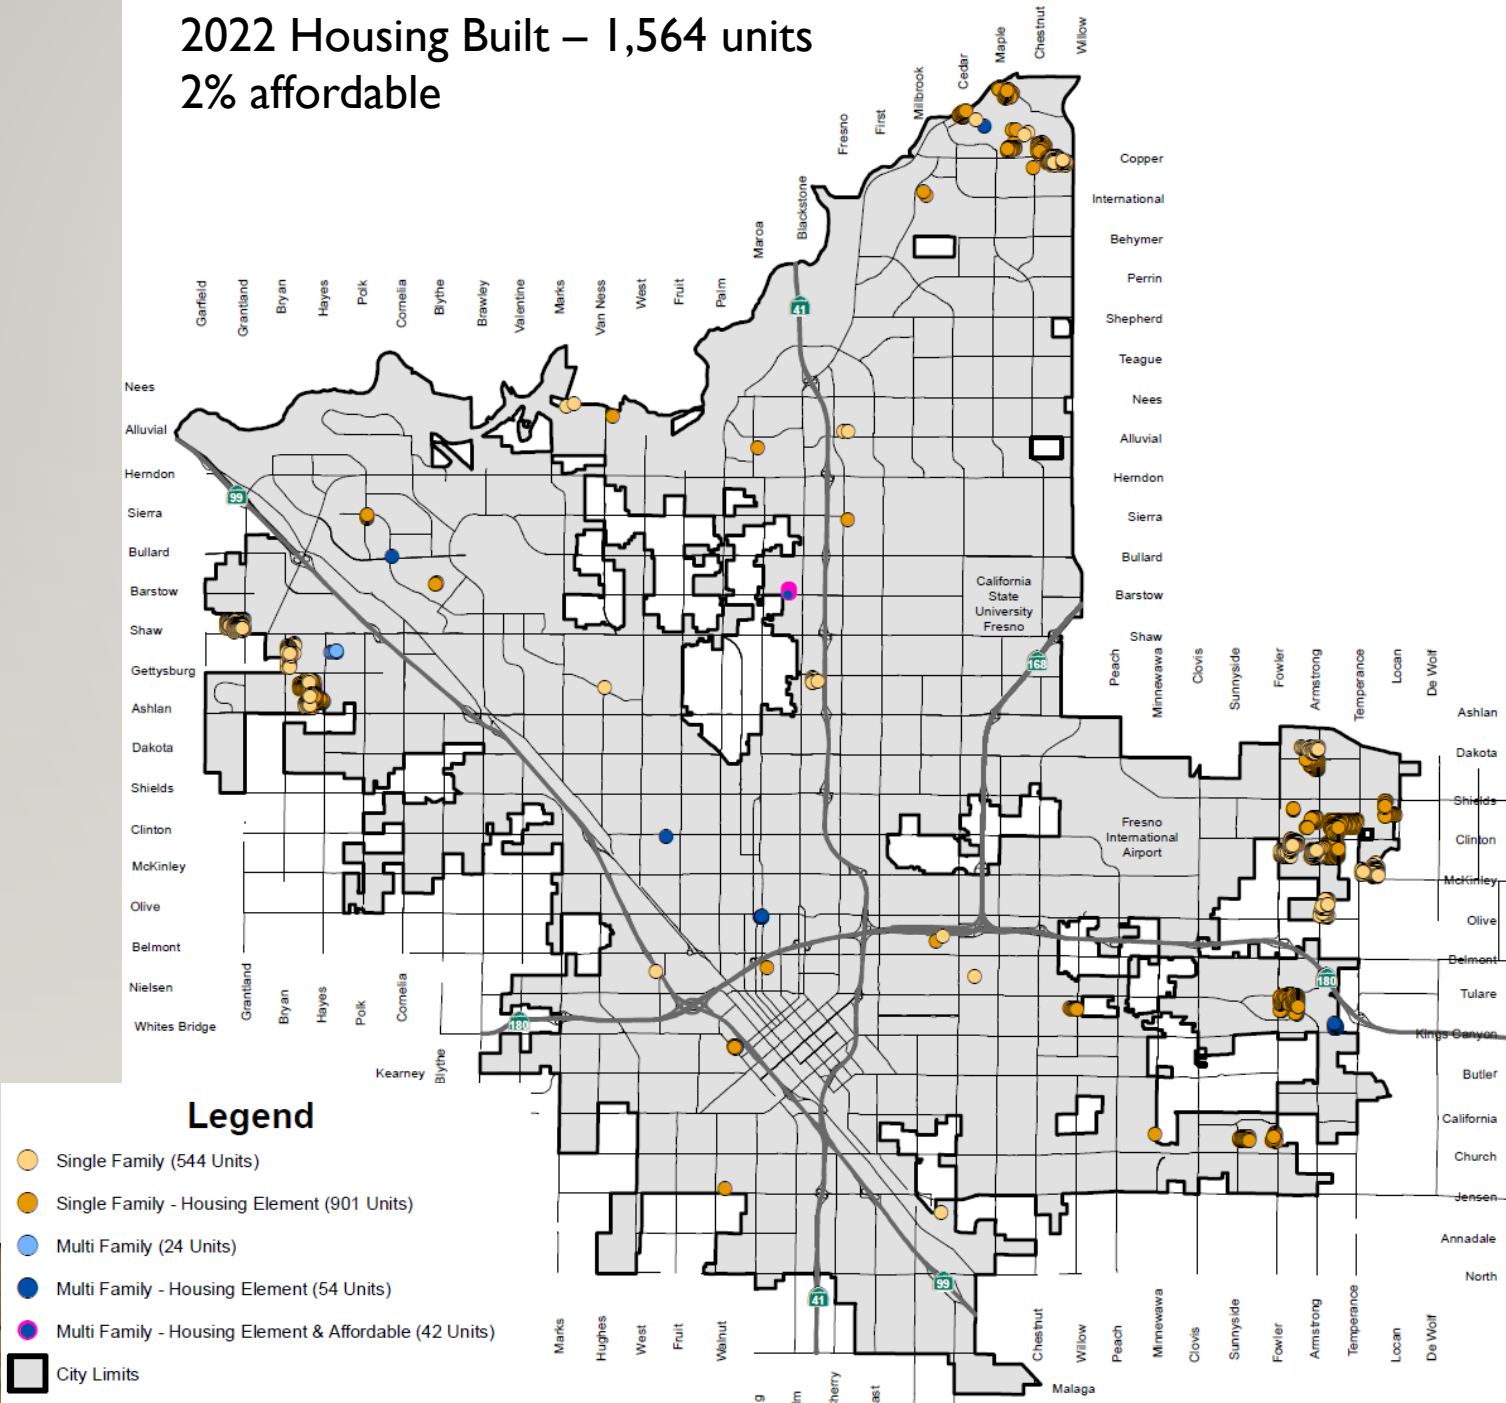 2022 Housing Built – 1,564 units
2% affordable
Willow
Chestnut
Maple
Cedar
Millbrook
First
Fresno
Blackstone
Maroa
Palm
Fruit
West
Van Ness
Marks
Valentine
Brawley
Blythe
Cornelia
Polk
Hayes
Bryan
Grantland
Garfield
Copper
International
Behymer
Perrin
Shepherd
Teague
Nees
Alluvial
Herndon
Sierra
Bullard
Barstow
Shaw
Nees
Alluvial
Herndon
Sierra
Bullard
Barstow
Shaw
Gettysburg
Ashlan
Dakota
Shields
Clinton
McKinley
Olive
Belmont
Nielsen
Whites Bridge
Kearney
Grantland
Bryan
Hayes
Polk
Cornelia
Blythe
41
99
168
180
180
99
41
California
State
University
Fresno
Fresno
International
Airport
Peach
Minnewawa
Clovis
Sunnyside
Fowler
Armstrong
Temperance
Locan
De Wolf
Ashlan
Dakota
Shields
Clinton
McKinley
Olive
Belmont
Tulare
Kings Canyon
Butler
California
Church
Jensen
Annadale
North
Malaga
Marks
Hughes
West
Fruit
Walnut
Chestnut
Willow
Peach
Minnewawa
Clovis
Sunnyside
Fowler
Armstrong
Temperance
Locan
De Wolf
Legend
Single Family (544 Units)
Single Family - Housing Element (901 Units)
Multi Family (24 Units)
Multi Family - Housing Element (54 Units)
Multi Family - Housing Element & Affordable (42 Units)
City Limits